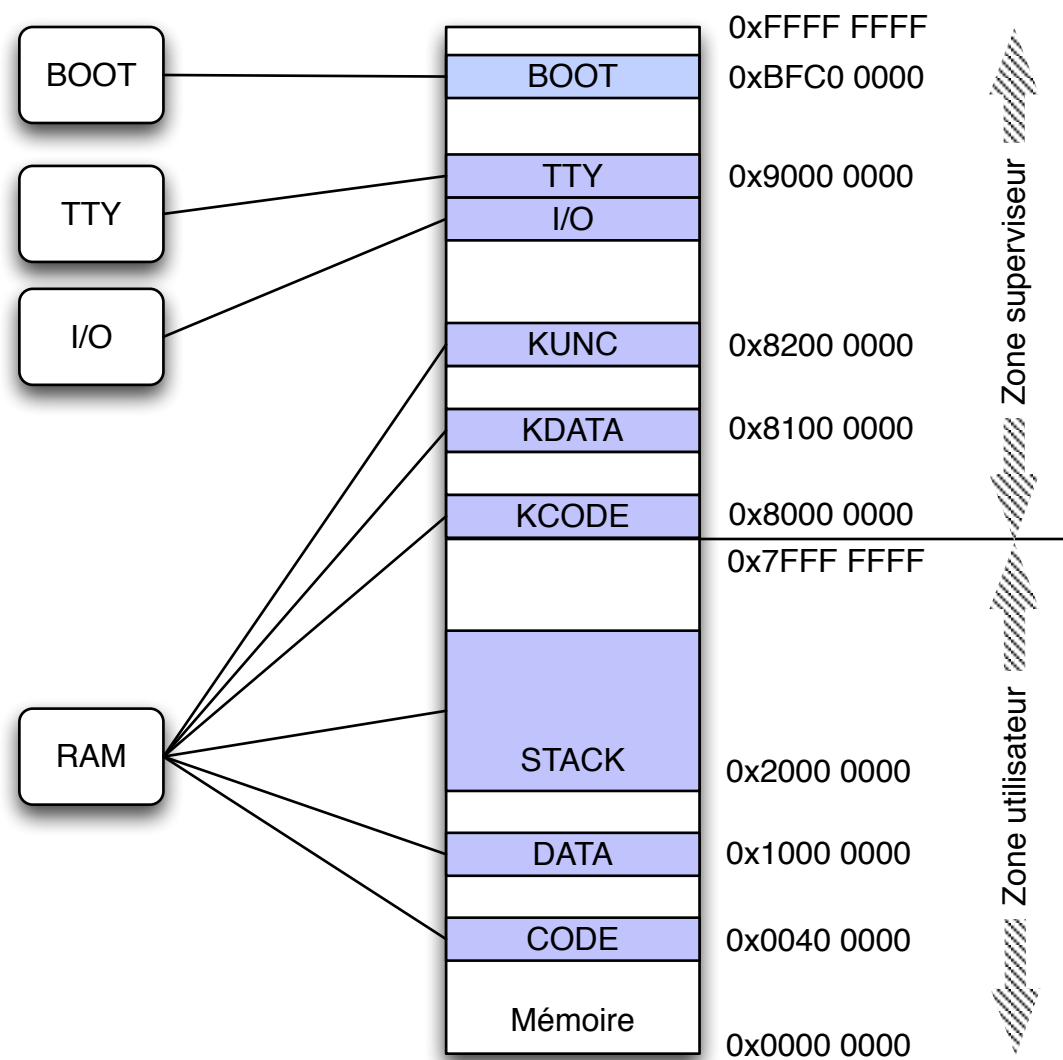 0xFFFF FFFF
BOOT
BOOT
0xBFC0 0000
TTY
TTY
0x9000 0000
I/O
I/O
KUNC
0x8200 0000
KDATA
0x8100 0000
KCODE
0x8000 0000
Zone superviseur
0x7FFF FFFF
RAM
STACK
0x2000 0000
DATA
0x1000 0000
CODE
0x0040 0000
Zone utilisateur
Mémoire
0x0000 0000